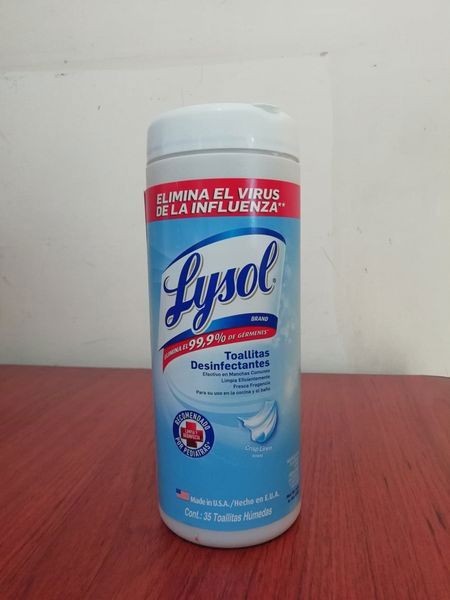 ELIMINA EL VIRUS
DE LA INFLUENZA**
Lysol
BRAND
ELIMINA EL 99,9% DE GÉRMENES*
Toallitas
Desinfectantes
Efectivo en Manchas Comunes
Limpia Eficientemente
Fresca Fragancia
Para su uso en la cocina y el baño
RECOMENDADO
POR PEDIATRAS
Crisp Linen
Made in U.S.A./Hecho en E.U.A.
Cont.: 35 Toallitas Húmedas